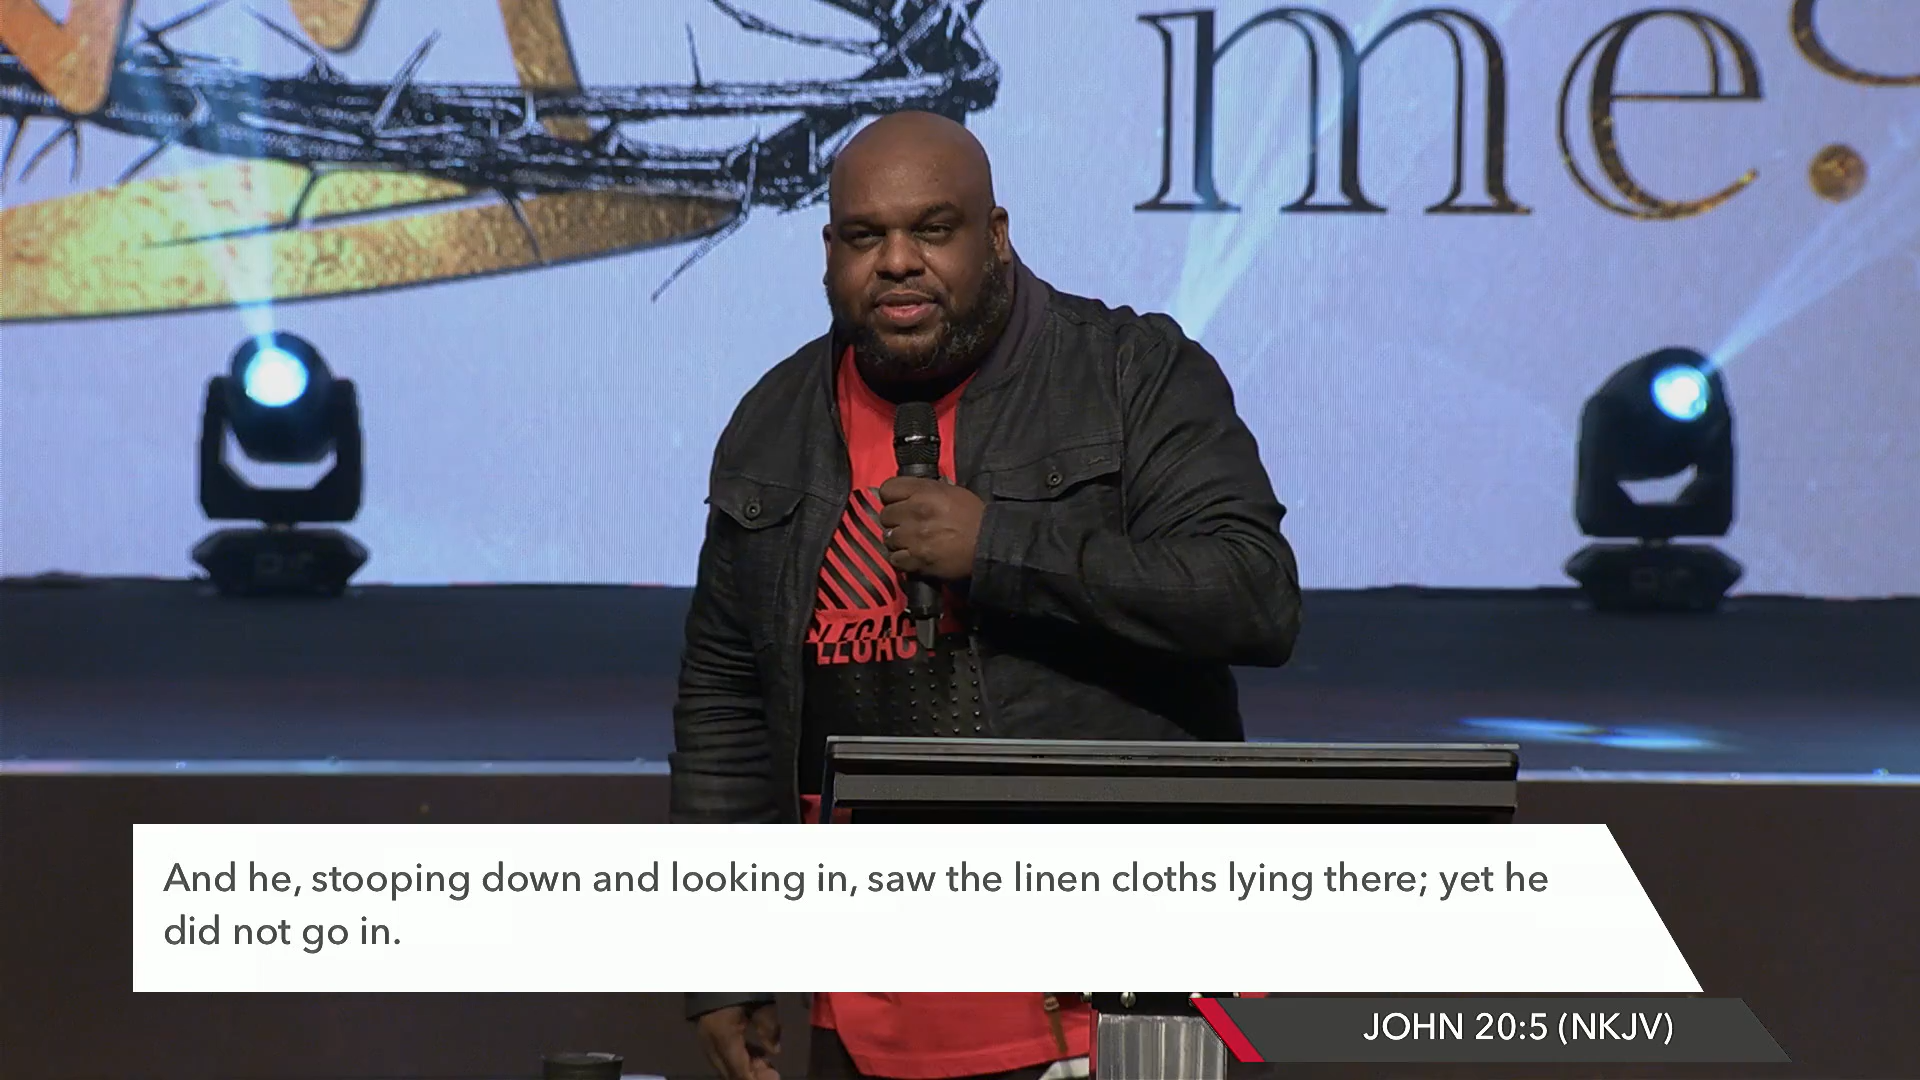 me.
LEGACY
And he, stooping down and looking in, saw the linen cloths lying there; yet he
did not go in.
JOHN 20:5 (NKJV)